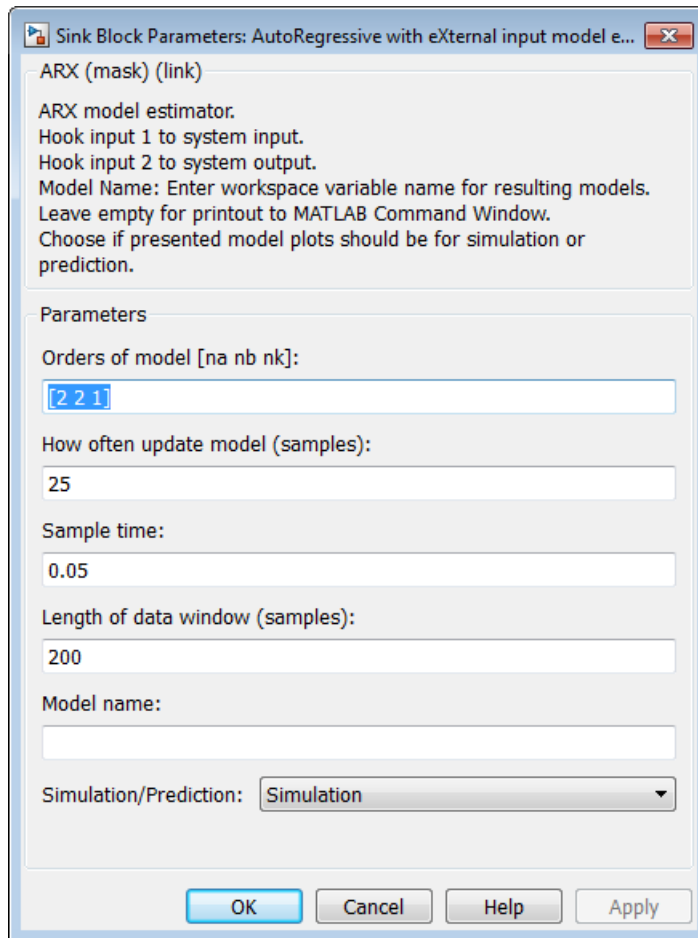 Sink Block Parameters: AutoRegressive with eXternal input model e...
ARX (mask) (link)
ARX model estimator.
Hook input 1 to system input.
Hook input 2 to system output.
Model Name: Enter workspace variable name for resulting models.
Leave empty for printout to MATLAB Command Window.
Choose if presented model plots should be for simulation or
prediction.
Parameters
Orders of model [na nb nk]:
[2 2 1]
How often update model (samples):
25
Sample time:
0.05
Length of data window (samples):
200
Model name:
Simulation/Prediction: Simulation
OK Cancel Help Apply